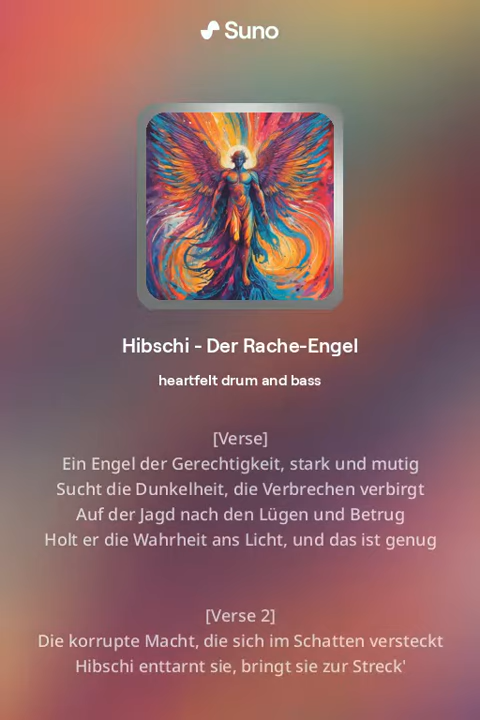 Suno
Hibschi - Der Rache-Engel
heartfelt drum and bass
[Verse]
Ein Engel der Gerechtigkeit, stark und mutig
Sucht die Dunkelheit, die Verbrechen verbirgt
Auf der Jagd nach den Lügen und Betrug
Holt er die Wahrheit ans Licht, und das ist genug
[Verse 2]
Die korrupte Macht, die sich im Schatten versteckt
Hibschi enttarnt sie, bringt sie zur Streck'